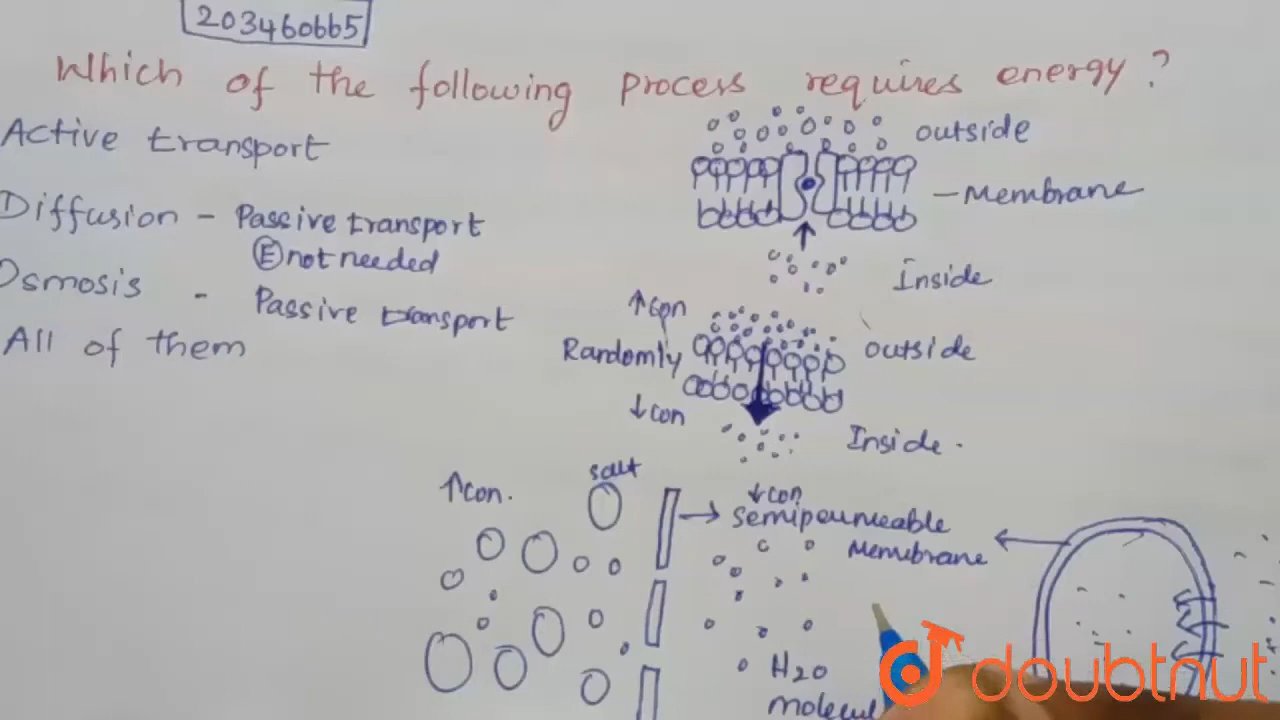 203460665
Which of the following process requires energy?
Active transport
Diffusion - Passive transport
Ⓔ not needed
Osmosis - Passive transport
All of them
outside
- Membrane
Inside
↑con
Randomly
outside
↓con
Inside.
↑con.
salt
↓con
semipermeable
Membrane
H2O
molecul
doubtnut